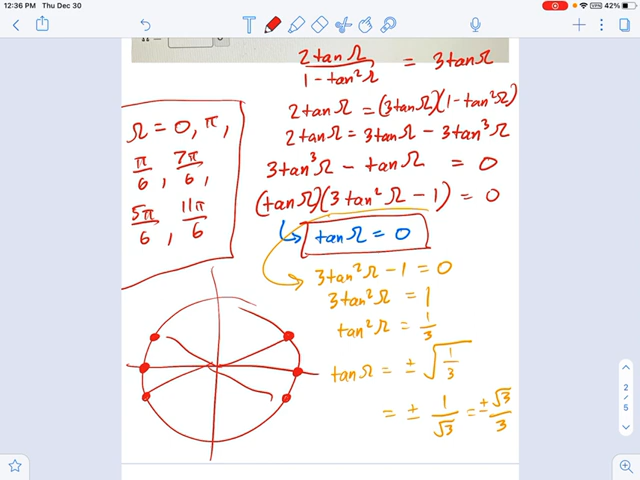 12:36 PM Thu Dec 30
42%
2tanΩ / 1 - tan²Ω = 3tanΩ
2tanΩ = (3tanΩ)(1 - tan²Ω)
2tanΩ = 3tanΩ - 3tan³Ω
3tan³Ω - tanΩ = 0
(tanΩ)(3tan²Ω - 1) = 0
tanΩ = 0
3tan²Ω - 1 = 0
3tan²Ω = 1
tan²Ω = 1/3
tanΩ = ± √(1/3)
= ± 1/√3 = ±√3/3
Ω = 0, π,
π/6, 7π/6,
5π/6, 11π/6
2
/
5